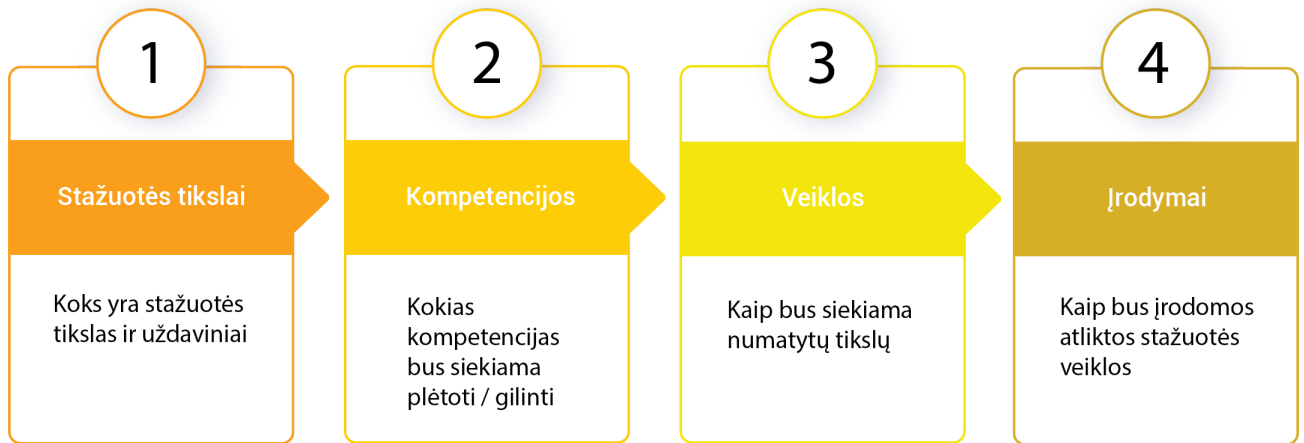 1
Stažuotės tikslai
Koks yra stažuotės
tikslas ir uždaviniai
2
Kompetencijos
Kokias
kompetencijas
bus siekiama
plėtoti / gilinti
3
Veiklos
Kaip bus siekiama
numatytų tikslų
4
Įrodymai
Kaip bus įrodomos
atliktos stažuotės
veiklos